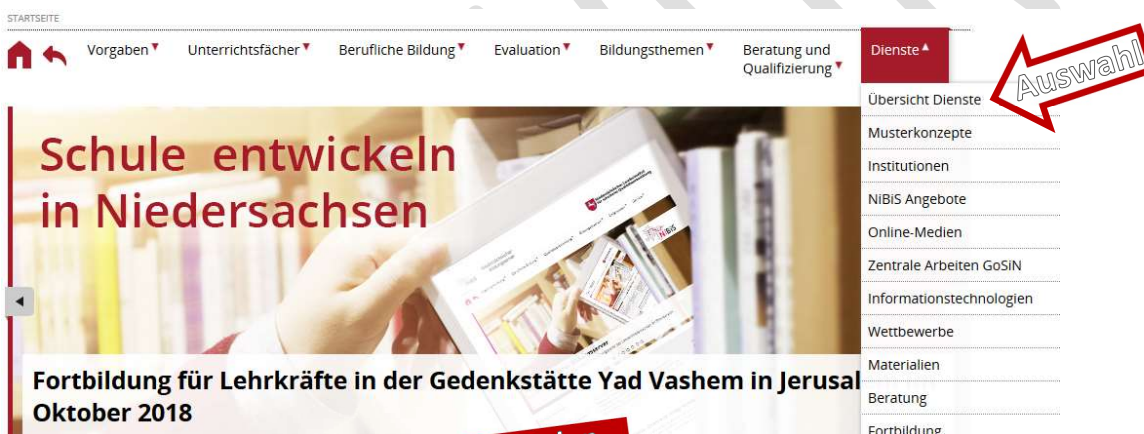 STARTSEITE
Vorgaben
Unterrichtsfächer
Berufliche Bildung
Evaluation
Bildungsthemen
Beratung und
Qualifizierung
Dienste
Auswahl
Übersicht Dienste
Musterkonzepte
Institutionen
NiBiS Angebote
Online-Medien
Zentrale Arbeiten GoSiN
Informationstechnologien
Wettbewerbe
Materialien
Beratung
Fortbildung
Schule entwickeln
in Niedersachsen
NiBiS
Fortbildung für Lehrkräfte in der Gedenkstätte Yad Vashem in Jerusal
Oktober 2018